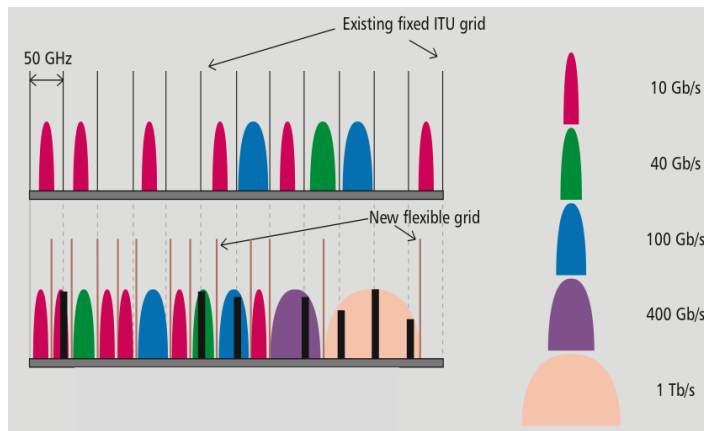 Existing fixed ITU grid
50 GHz
10 Gb/s
40 Gb/s
New flexible grid
100 Gb/s
400 Gb/s
1 Tb/s